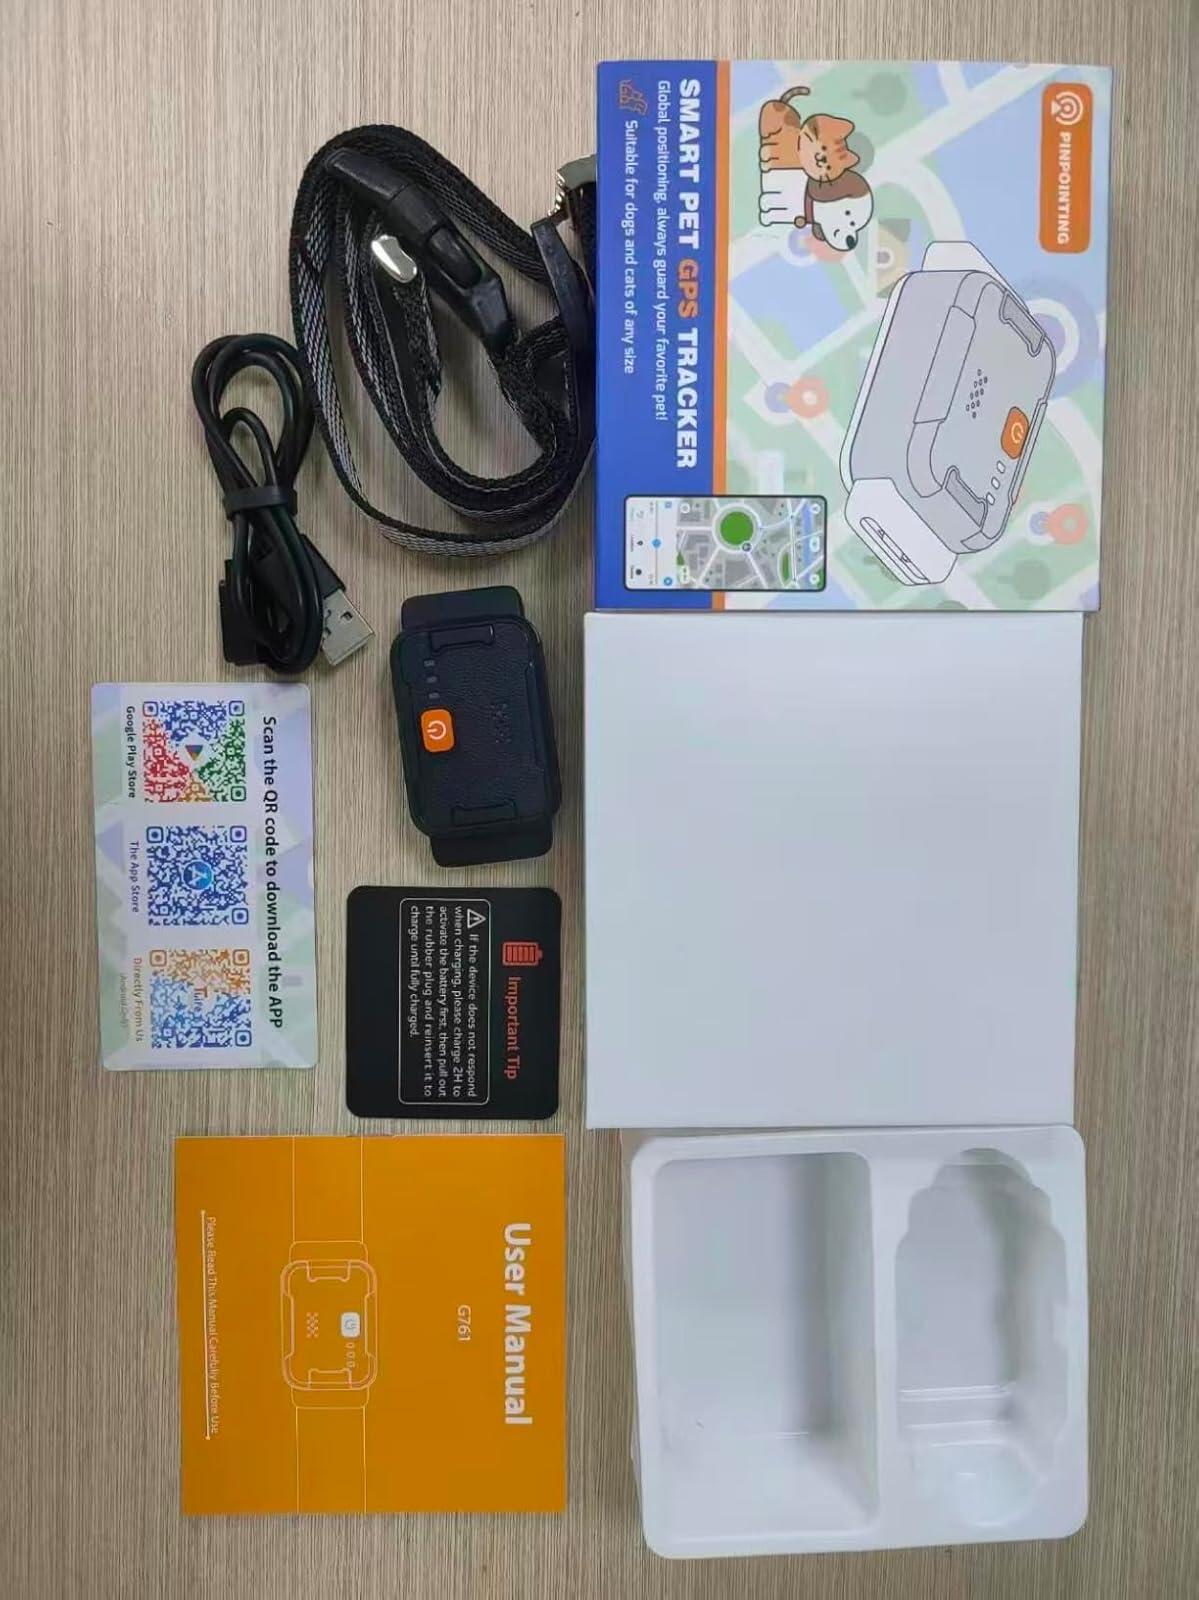 PINPOINTING
SMART PET GPS TRACKER
Global positioning, always guard your favorite pet!
Suitable for dogs and cats of any size
Important Tip
If the device does not respond
when charging, please charge 2H to
activate the battery first, then pull out
the rubber plug and reinsert it to
charge until fully charged.
Scan the QR code to download the APP
Google Play Store
The App Store
Directly From Us
User Manual
G761
Please Read This Manual Carefully Before Use